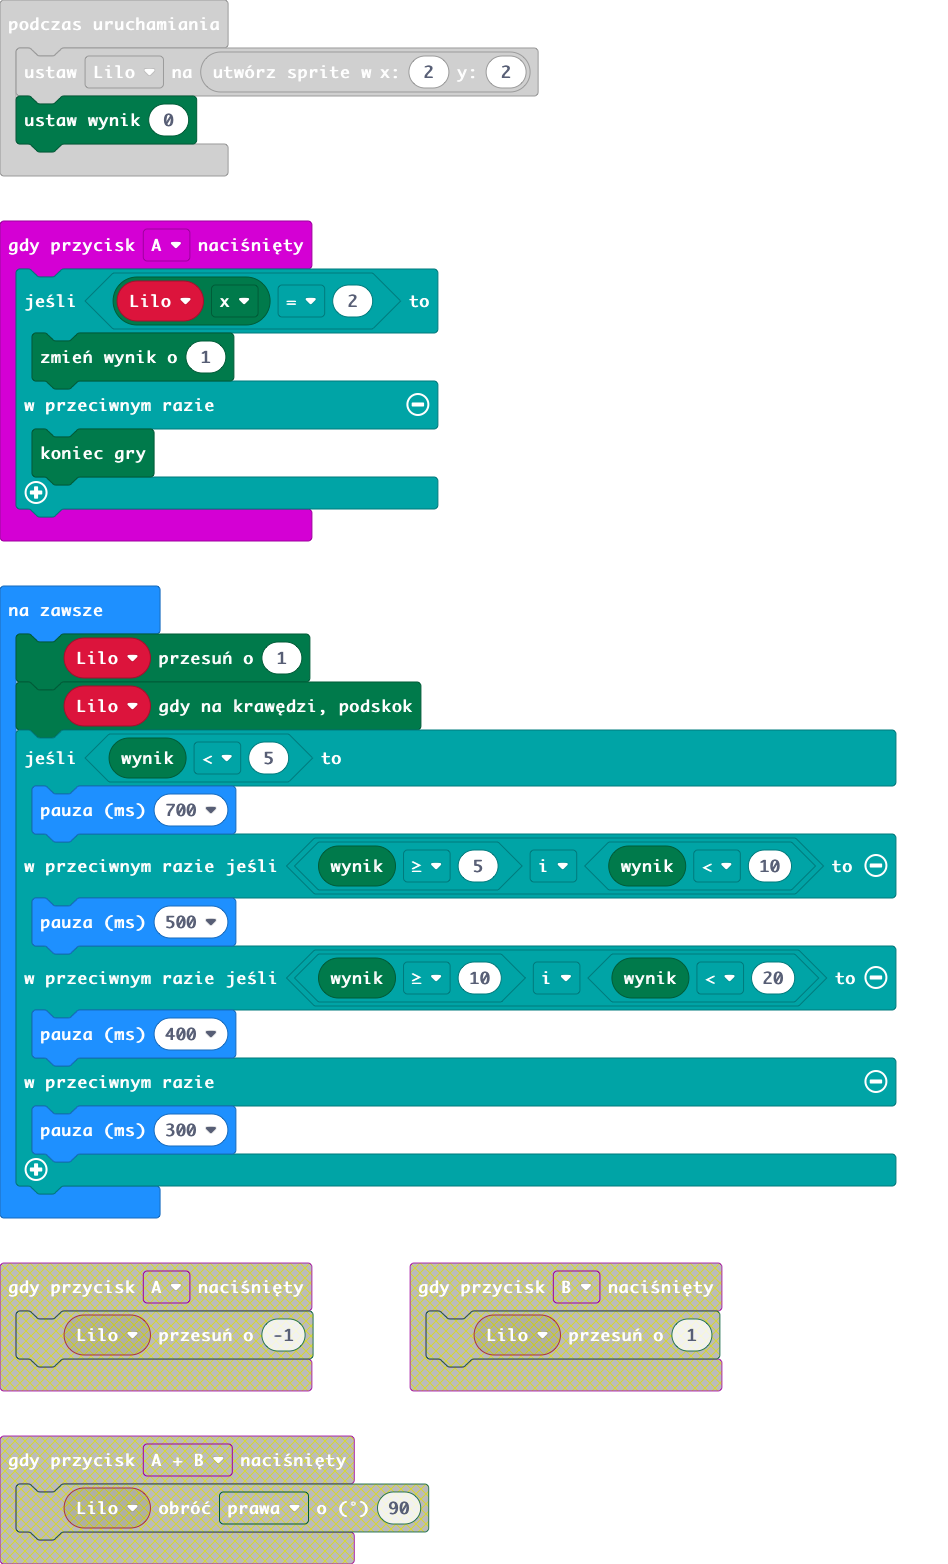 podczas uruchamiania
ustaw Lilo na utwórz sprite w x: 2 y: 2
ustaw wynik 0
gdy przycisk A naciśnięty
jeśli Lilo x = 2 to
zmień wynik o 1
w przeciwnym razie
koniec gry
na zawsze
Lilo przesuń o 1
Lilo gdy na krawędzi, podskok
jeśli wynik < 5 to
pauza (ms) 700
w przeciwnym razie jeśli wynik ≥ 5 i wynik < 10 to
pauza (ms) 500
w przeciwnym razie jeśli wynik ≥ 10 i wynik < 20 to
pauza (ms) 400
w przeciwnym razie
pauza (ms) 300
gdy przycisk A naciśnięty
Lilo przesuń o -1
gdy przycisk B naciśnięty
Lilo przesuń o 1
gdy przycisk A + B naciśnięty
Lilo obróć prawa o (°) 90